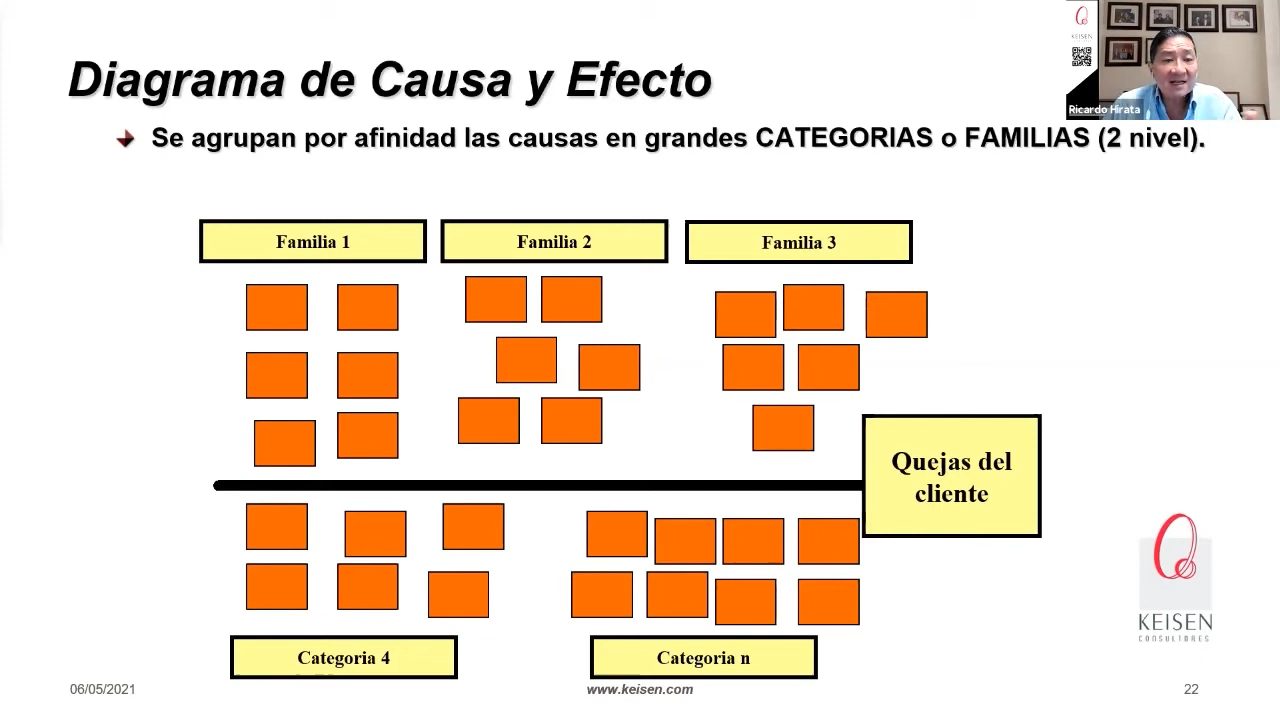 Diagrama de Causa y Efecto
KEISEN
Ricardo Hirata
Se agrupan por afinidad las causas en grandes CATEGORIAS o FAMILIAS (2 nivel).
Familia 1
Familia 2
Familia 3
Quejas del
cliente
Categoria 4
Categoria n
KEISEN
CONSULTORES
06/05/2021
www.keisen.com
22